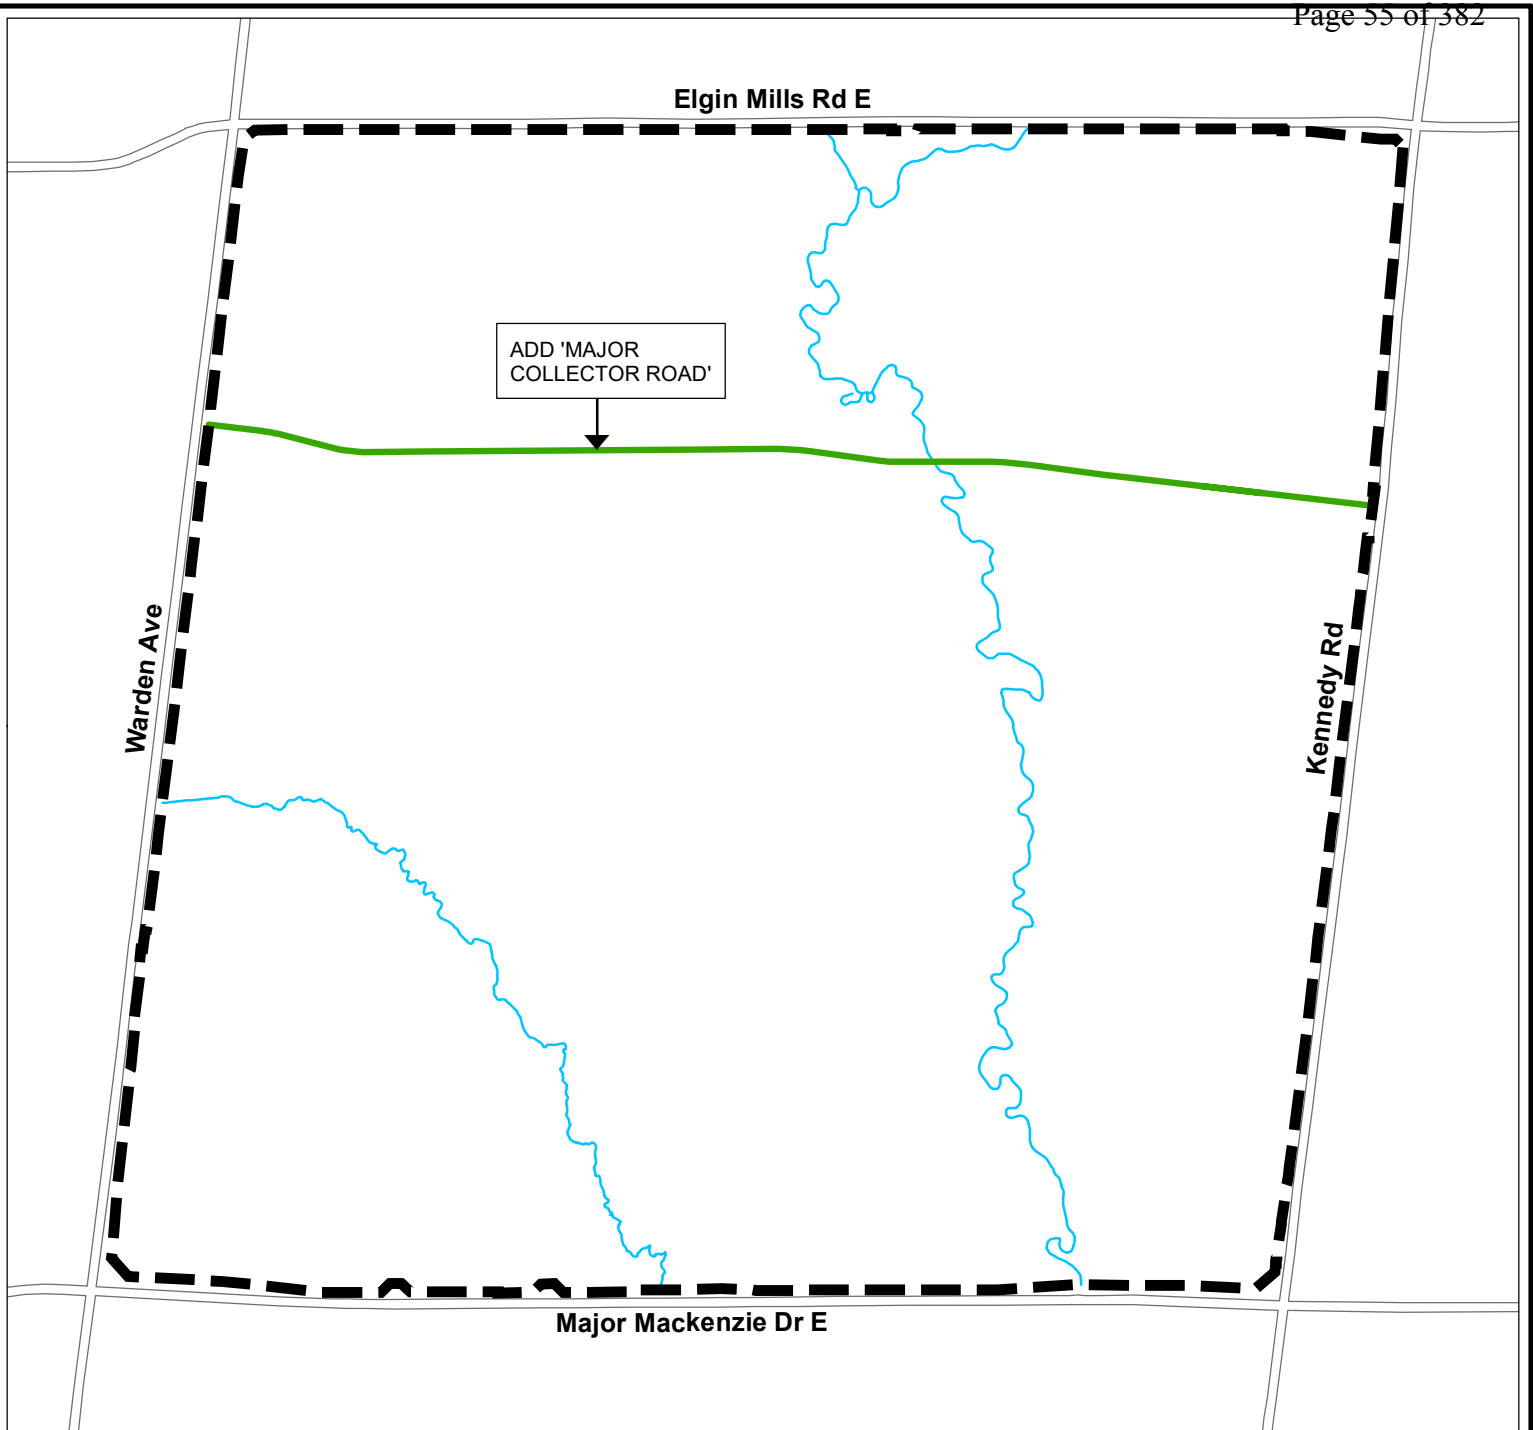 Page 55 of 382
Elgin Mills Rd E
ADD 'MAJOR
COLLECTOR ROAD'
Warden Ave
Kennedy Rd
Major Mackenzie Dr E